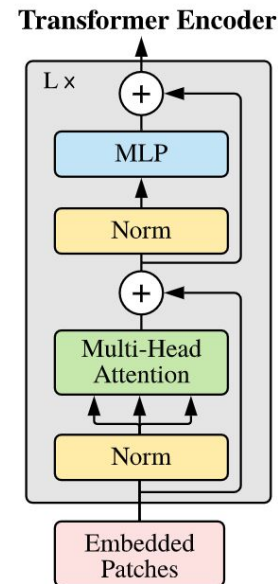 Transformer Encoder
L ×
+
MLP
Norm
+
Multi-Head
Attention
Norm
Embedded
Patches